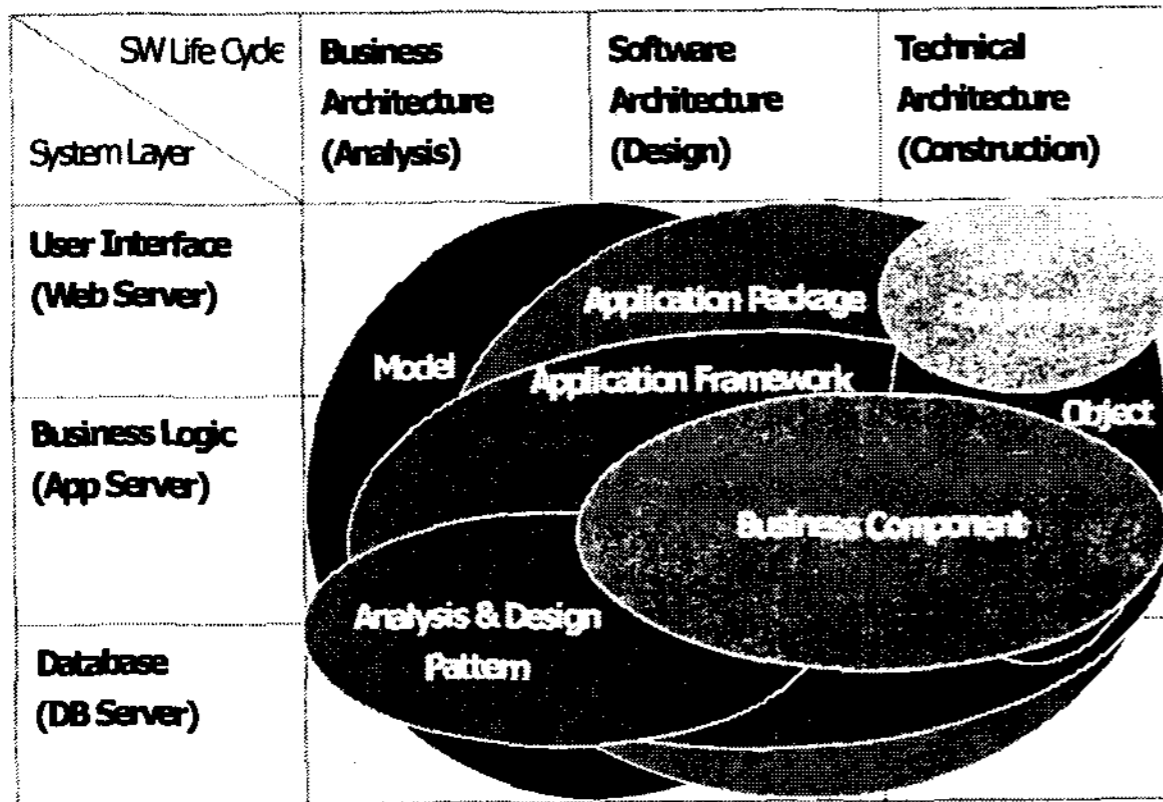 SW Life Cycle
System Layer
Business
Architecture
(Analysis)
Software
Architecture
(Design)
Technical
Architecture
(Construction)
User Interface
(Web Server)
Application Package
Model
Application Framework
Object
Business Logic
(App Server)
Business Component
Analysis & Design
Pattern
Database
(DB Server)